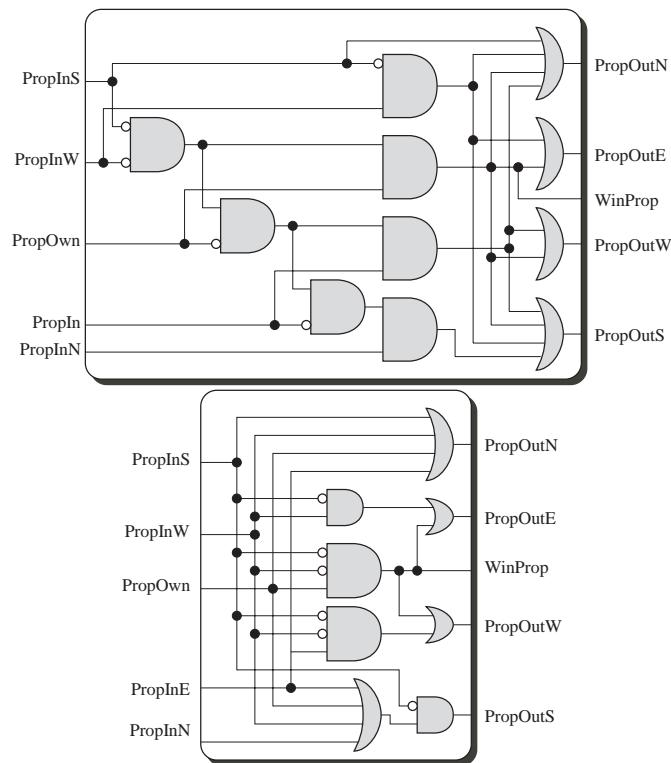 PropInS
PropOutN
PropInW
PropOutE
WinProp
PropOwn
PropOutW
PropIn
PropOutS
PropInN
PropInS
PropOutN
PropOutE
PropInW
WinProp
PropOwn
PropOutW
PropInE
PropOutS
PropInN